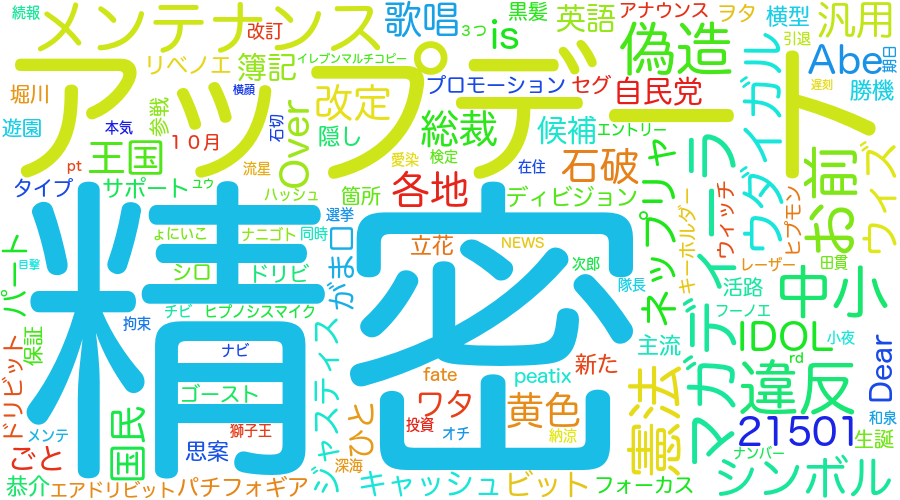 続報
メンテナンス
改訂
歌唱
3つ
黒髪
is
英語
アナウンス
ヲタ
横型
汎用
引退
リベノエ
簿記
イレブンマルチコピー
偽造
Abe
期日
アップデート
堀川
参戦
改定
横顔
プロモーション
セグ
自民党
遅刻
勝機
遊園
本気
10月
石切
Over
隠し
総裁
候補
エントリー
ウダイガル
王国
流星
愛染
検定
石破
ネップリ
ャ
ディライ
お前
ウィズ
pt
タイプ
サポート
ユウ
ハッシュ
箇所
各地
在住
ディビジョン
キーホルダー
ウィッチ
ヒプモン
精密
選挙
ょにいこ
ナニゴト
同時
がまロ
立花
NEWS
レーザー
田貫
パート
目撃
シロ
ドリビ
次郎
隊長
活路
中小
チビ
ヒプノシスマイク
フーノエ
拘束
ジャスティス
主流
IDOL
小夜
ドリビット
保証
ナビ
fate
peatix
新た
マガデ
rd
Dear
ゴースト
ワタ
黄色
憲法
違反
国民
獅子王
ひと
投資
オチ
納涼
21501
和泉
メンテ
思案
生誕
ごと
深海
ナンバー
シンボル
恭介
エアドリビット
パチフォギア
キャッシュ
ビット
フォーカス